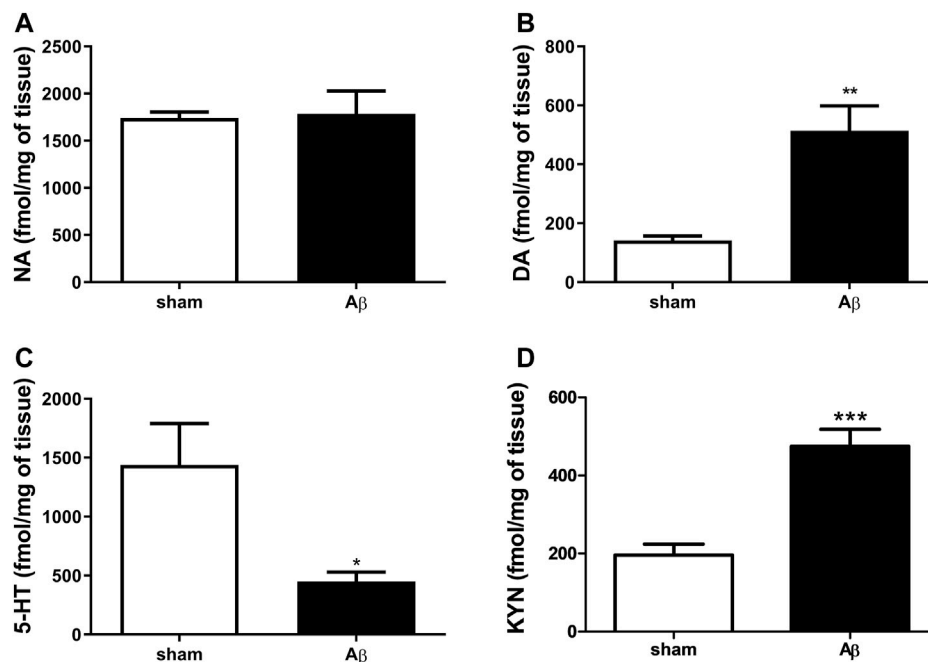 A
NA (fmol/mg of tissue)
2500
2000
1500
1000
500
0
sham
Aβ
B
DA (fmol/mg of tissue)
800
600
400
200
0
**
sham
Aβ
C
5-HT (fmol/mg of tissue)
2000
1500
1000
500
0
*
sham
Aβ
D
KYN (fmol/mg of tissue)
600
400
200
0
***
sham
Aβ